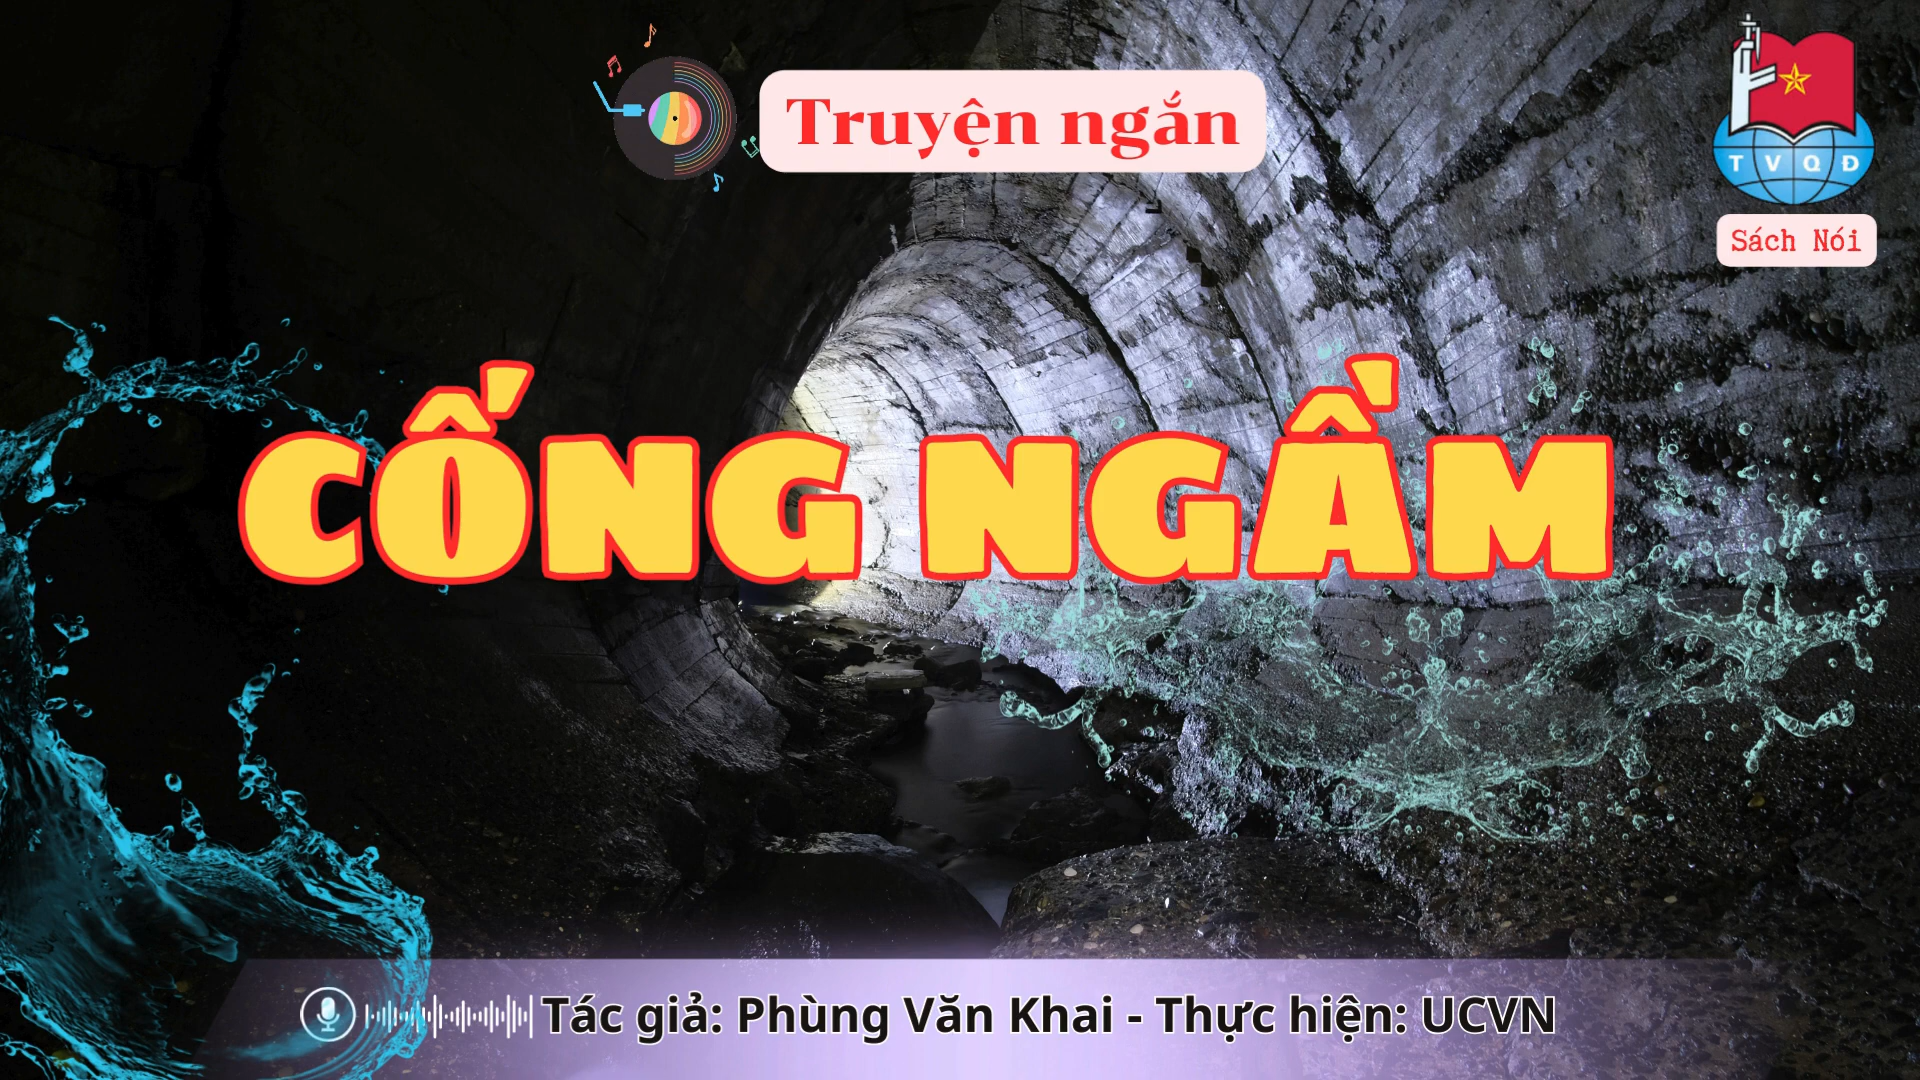 Truyện ngắn
TVQĐ
Sách Nói
CỐNG NGẦM
Tác giả: Phùng Văn Khai - Thực hiện: UCVN